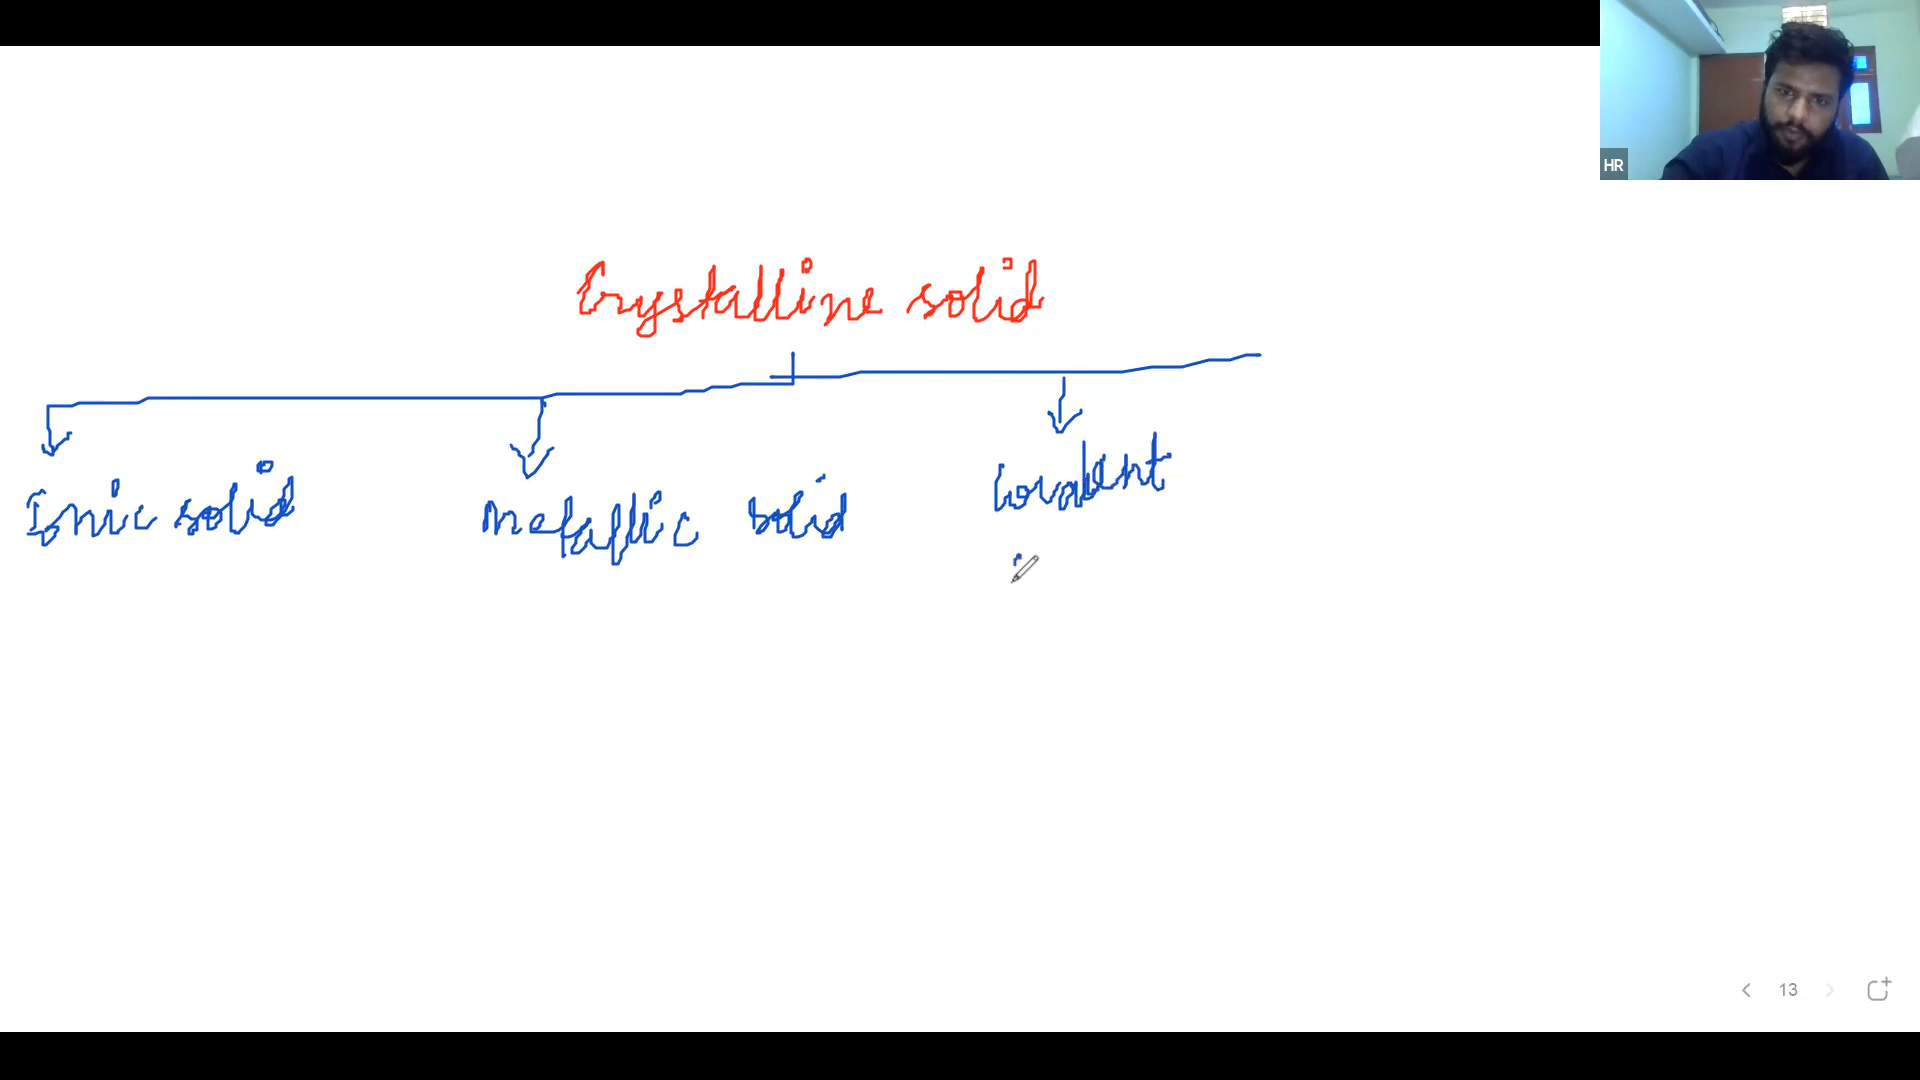 HR
Crystalline solid
Ionic solid
Metallic solid
Covalent
13